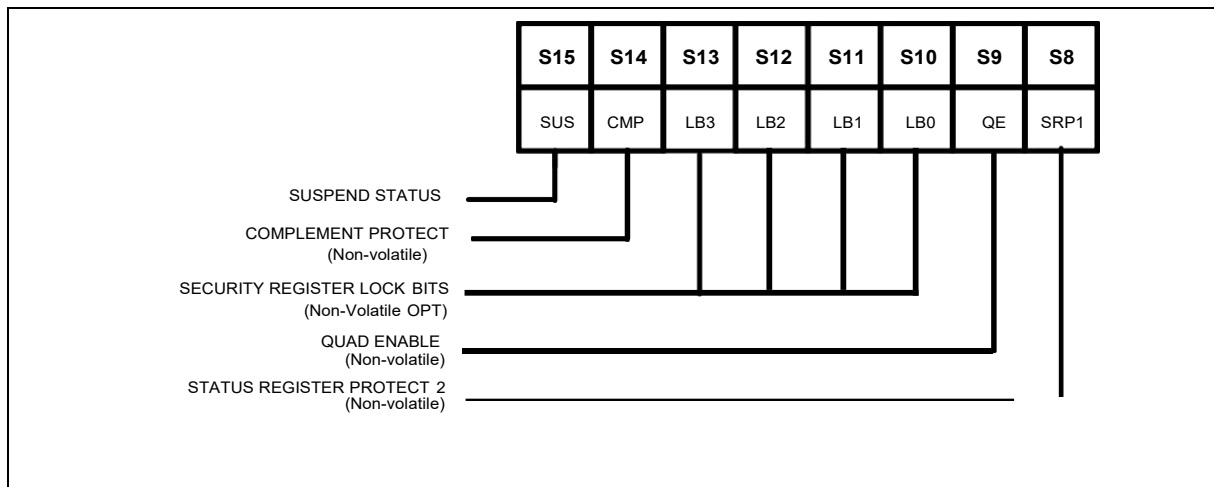 S15 S14 S13 S12 S11 S10 S9 S8
SUS CMP LB3 LB2 LB1 LB0 QE SRP1
SUSPEND STATUS
COMPLEMENT PROTECT
(Non-volatile)
SECURITY REGISTER LOCK BITS
(Non-Volatile OPT)
QUAD ENABLE
(Non-volatile)
STATUS REGISTER PROTECT 2
(Non-volatile)